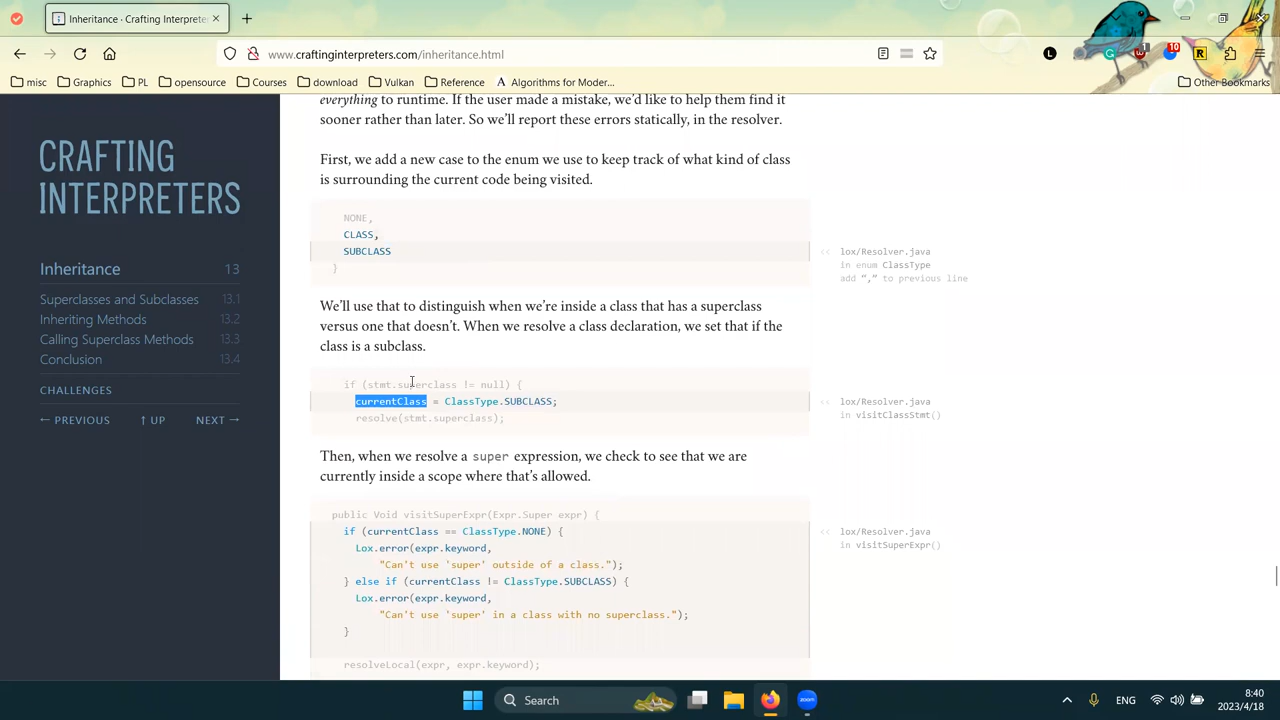 Inheritance · Crafting Interpreter
www.craftinginterpreters.com/inheritance.html
L
G
1
10
R
misc
Graphics
PL
opensource
Courses
download
Vulkan
Reference
A Algorithms for Moder...
Other Bookmarks
CRAFTING
INTERPRETERS
Inheritance 13
Superclasses and Subclasses 13.1
Inheriting Methods 13.2
Calling Superclass Methods 13.3
Conclusion 13.4
CHALLENGES
← PREVIOUS ↑ UP NEXT →
everything to runtime. If the user made a mistake, we’d like to help them find it
sooner rather than later. So we’ll report these errors statically, in the resolver.
First, we add a new case to the enum we use to keep track of what kind of class
is surrounding the current code being visited.
NONE,
CLASS,
SUBCLASS
}
<< lox/Resolver.java
in enum ClassType
add “,” to previous line
We’ll use that to distinguish when we’re inside a class that has a superclass
versus one that doesn’t. When we resolve a class declaration, we set that if the
class is a subclass.
if (stmt.superclass != null) {
currentClass = ClassType.SUBCLASS;
resolve(stmt.superclass);
<< lox/Resolver.java
in visitClassStmt()
Then, when we resolve a super expression, we check to see that we are
currently inside a scope where that’s allowed.
public Void visitSuperExpr(Expr.Super expr) {
if (currentClass == ClassType.NONE) {
Lox.error(expr.keyword,
"Can't use 'super' outside of a class.");
} else if (currentClass != ClassType.SUBCLASS) {
Lox.error(expr.keyword,
"Can't use 'super' in a class with no superclass.");
}
resolveLocal(expr, expr.keyword);
<< lox/Resolver.java
in visitSuperExpr()
Search
zoom
ENG
8:40
2023/4/18